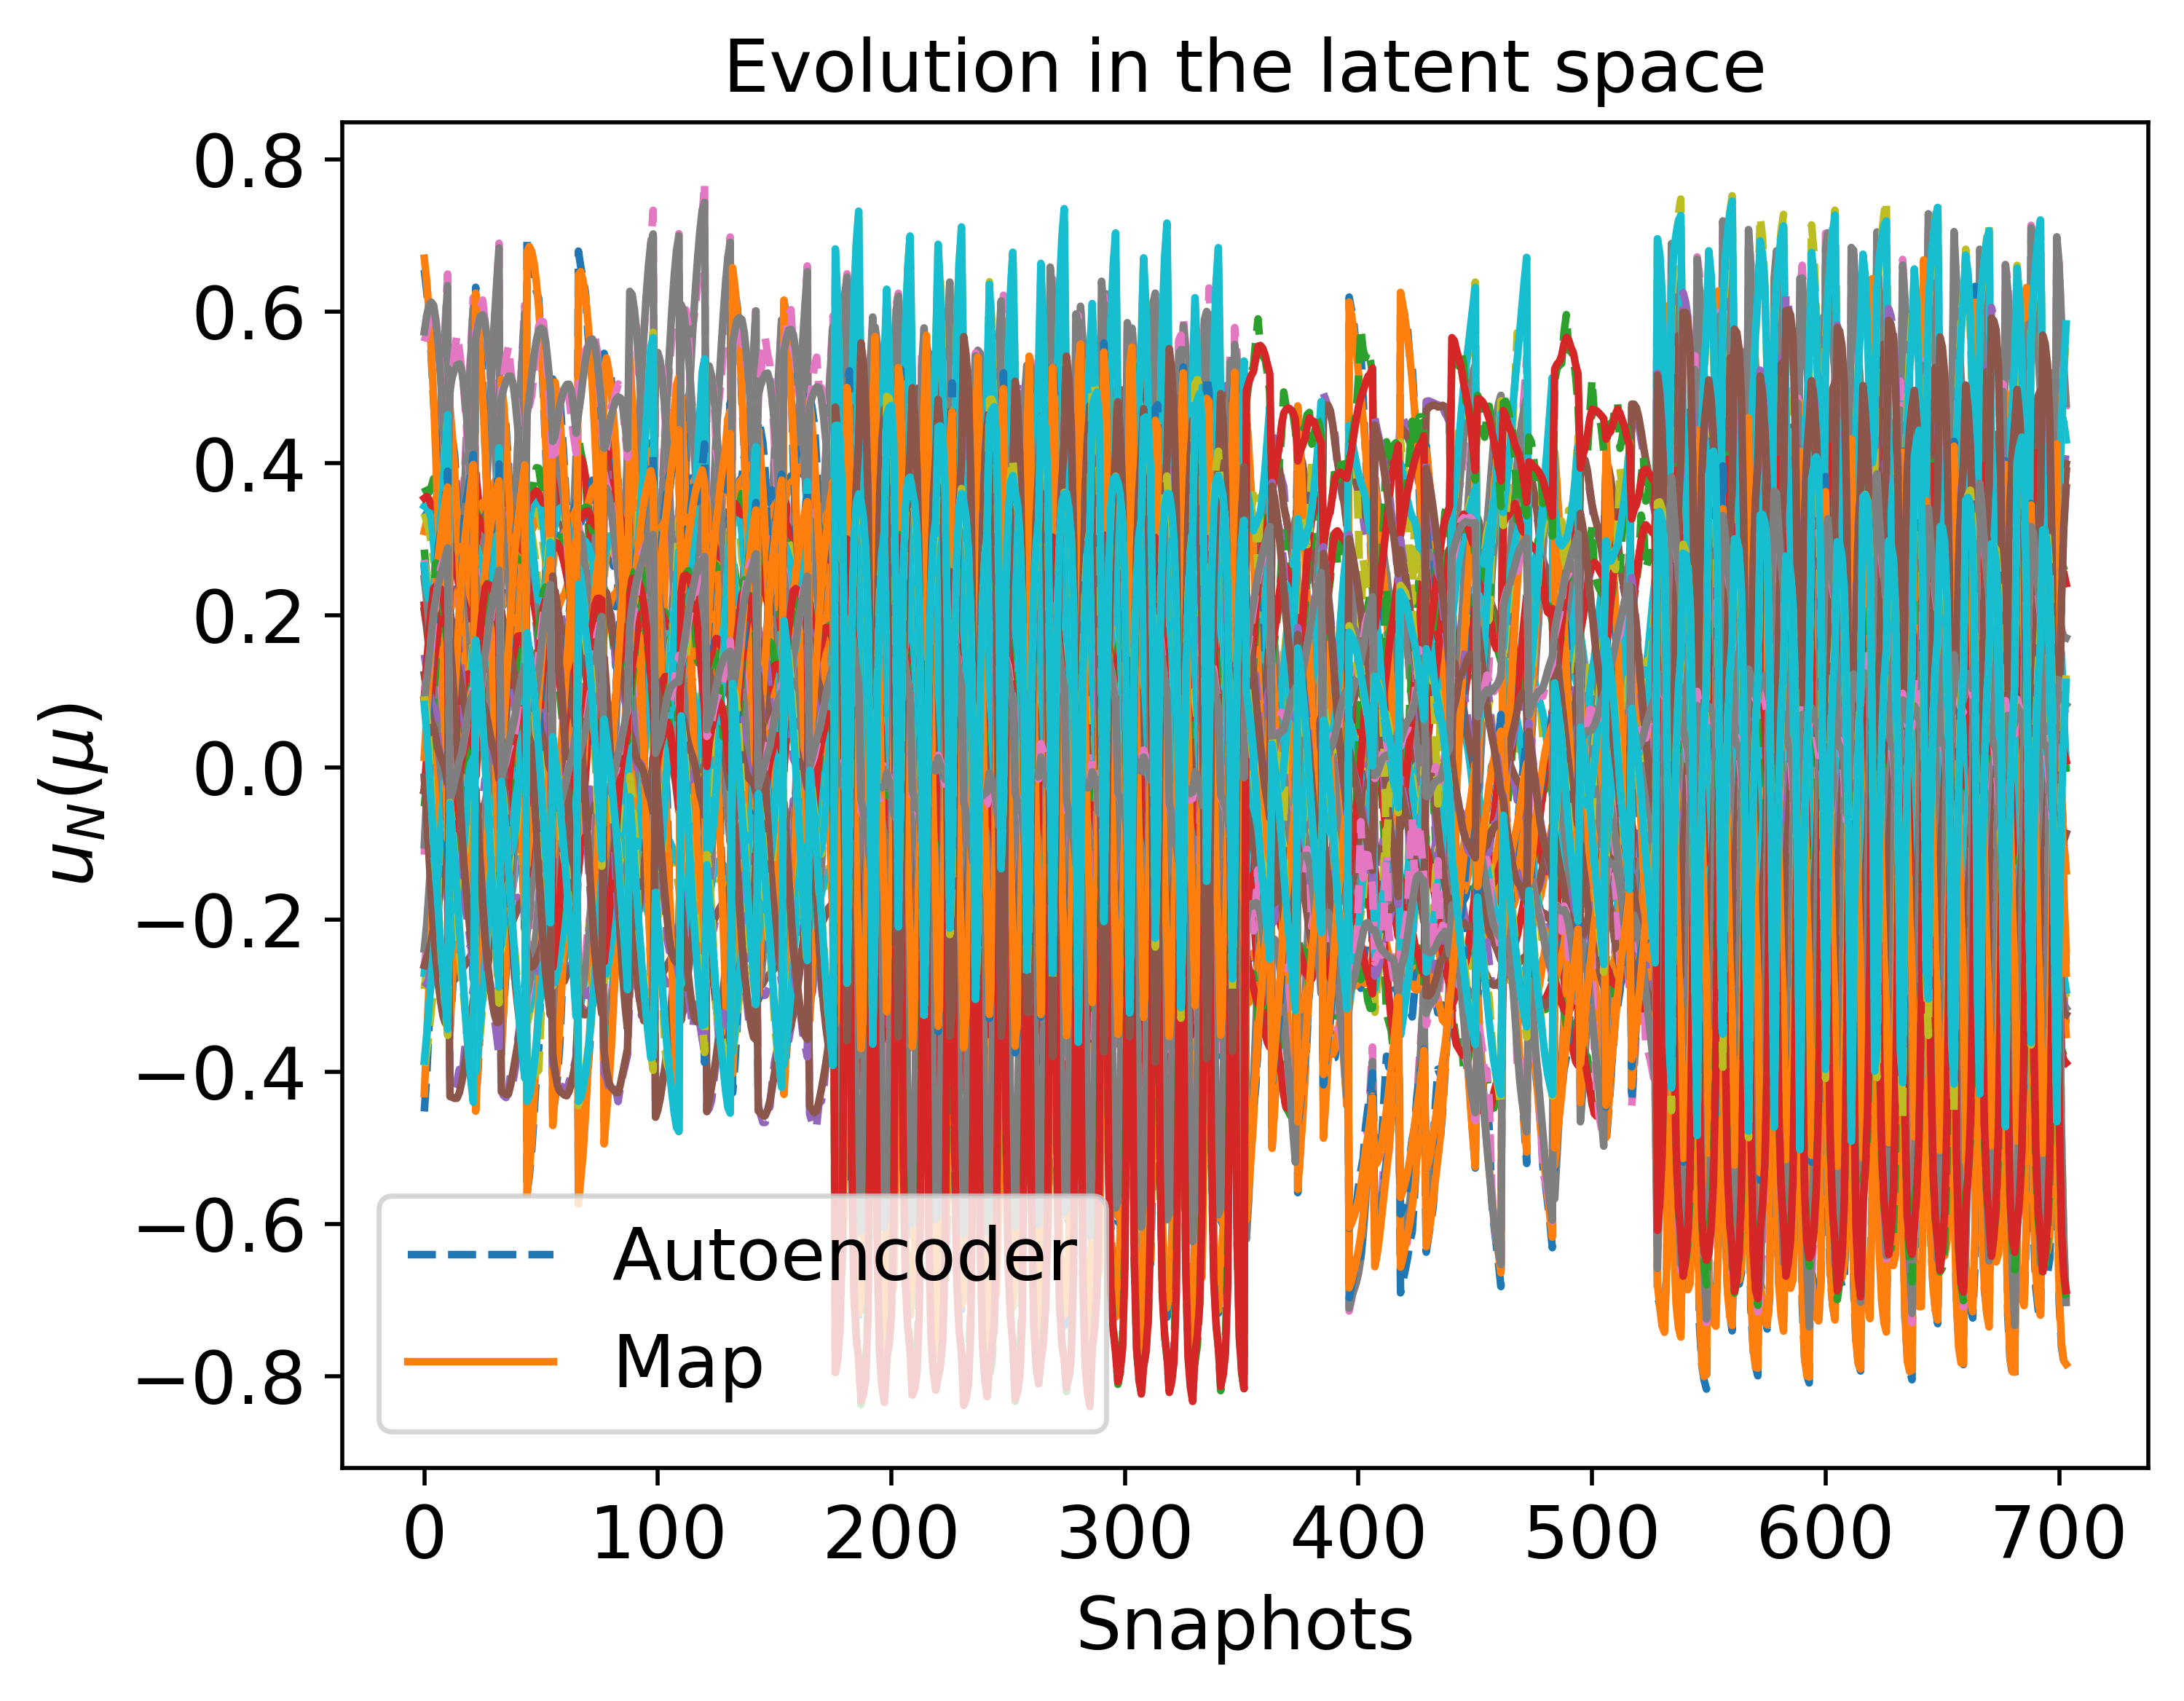 Evolution in the latent space
0.8
0.6
0.4
0.2
0.0
−0.2
−0.4
−0.6
−0.8
u_N(μ)
Autoencoder
Map
0 100 200 300 400 500 600 700
Snaphots